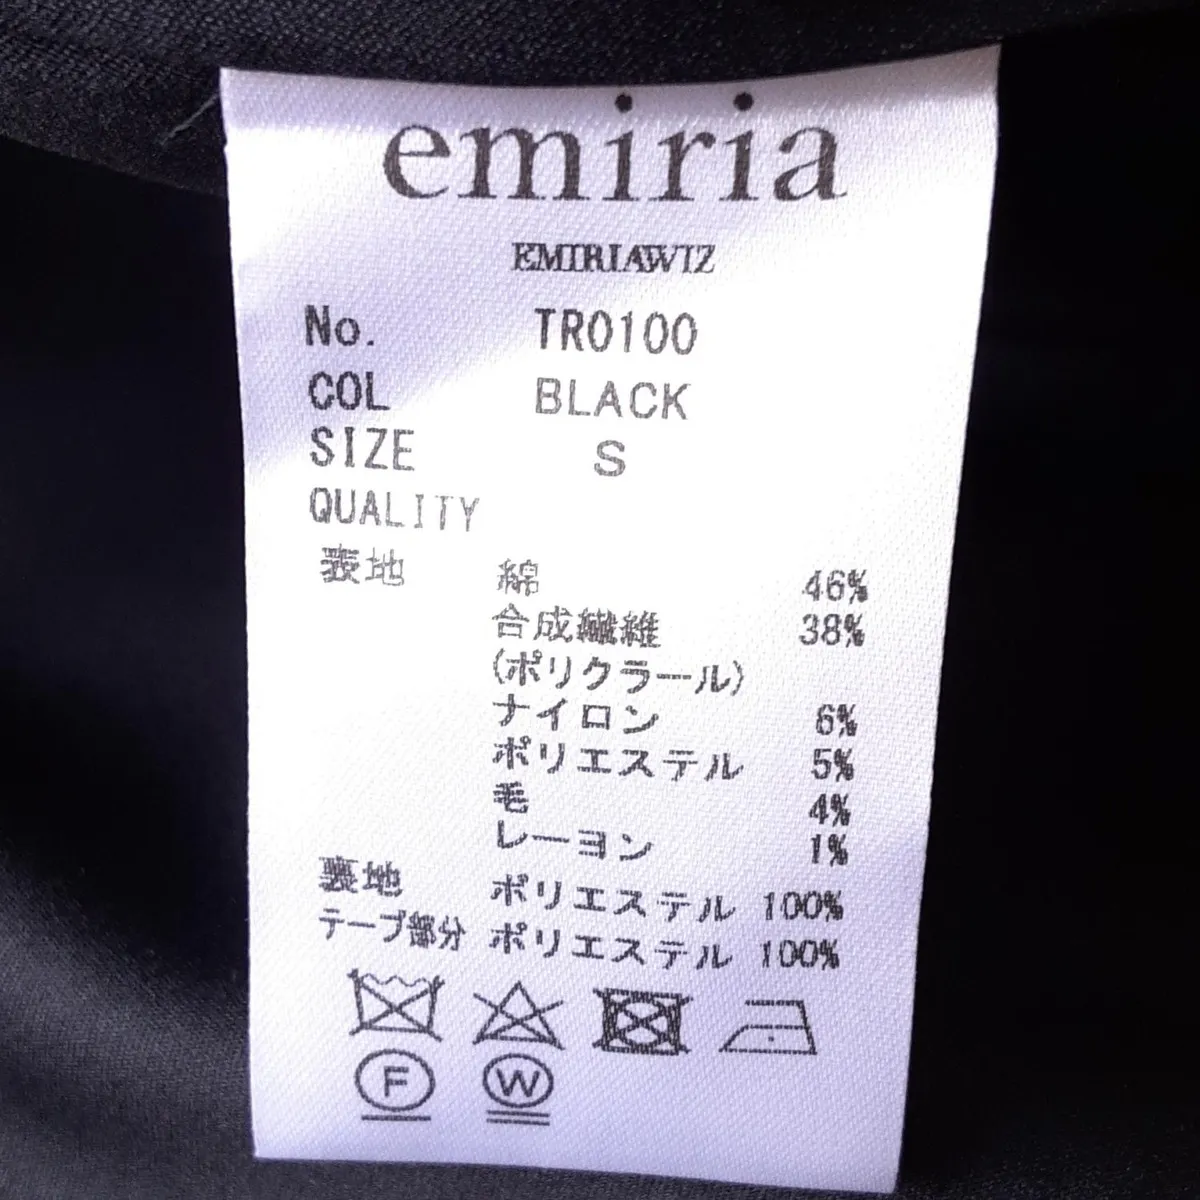 emiria
EMIRIAWIZ
No. TR0100
COL BLACK
SIZE S
QUALITY
表地 綿 46%
合成繊維 38%
(ポリクラール)
ナイロン 6%
ポリエステル 5%
毛 4%
レーヨン 1%
裏地 ポリエステル 100%
テープ部分 ポリエステル 100%
F W